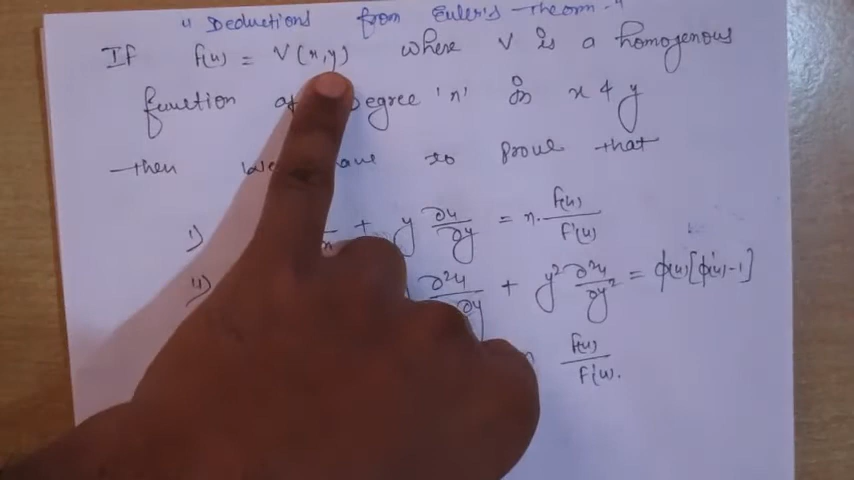 " Deductions from Euler's Theorm. "
If f(u) = V(x,y) where V is a homogenous
function of Degree 'n' in x & y
then we have to prove that
i) + y ∂u/∂y = n. f(u)/f'(u)
ii) ∂²u + y² ∂²u/∂y² = φ(u)[φ'(u)-1]
f(u)/f'(u).